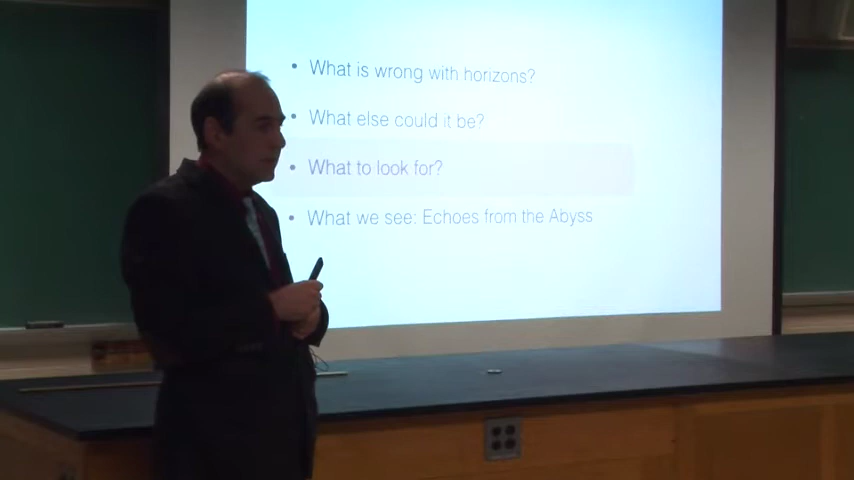 • What is wrong with horizons?
• What else could it be?
• What to look for?
• What we see: Echoes from the Abyss